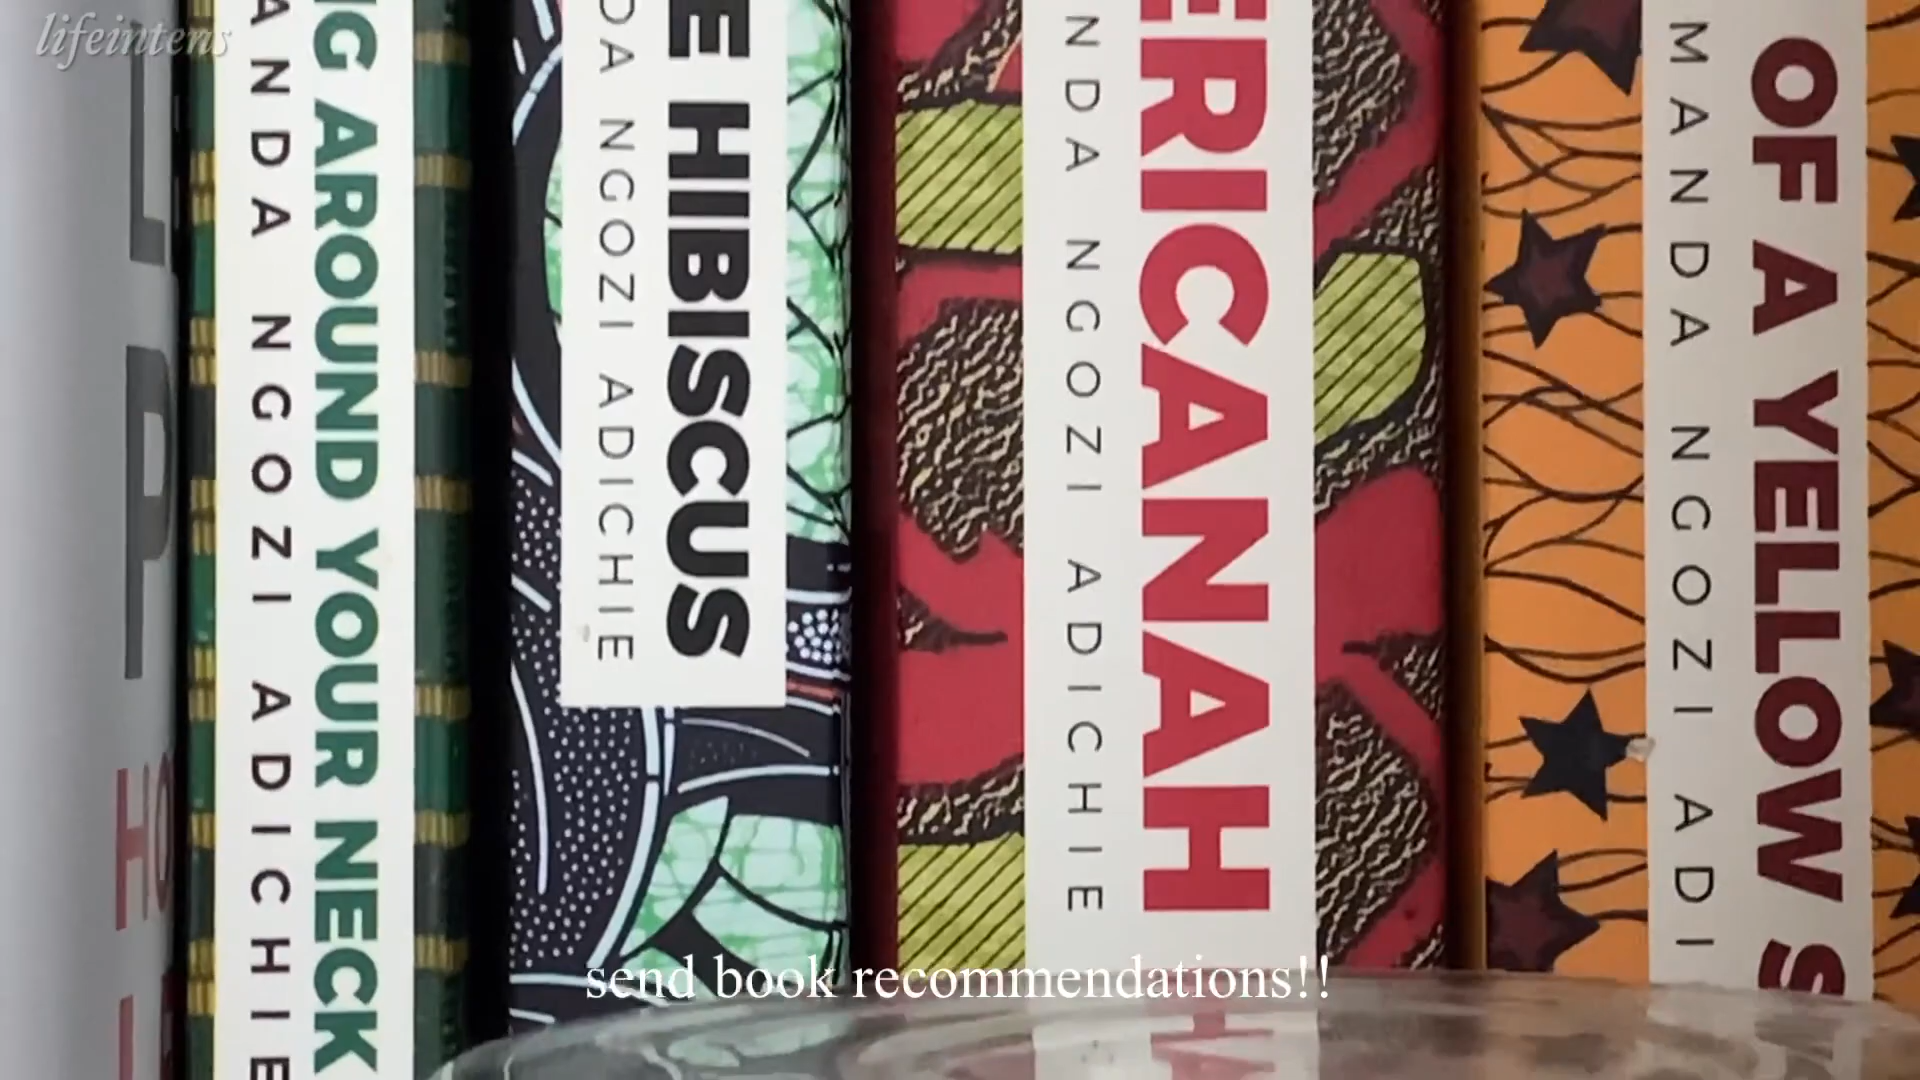 lifeintens
ANDA NGOZI ADICHIE
NG AROUND YOUR NECK
DA NGOZI ADICHIE
E HIBISCUS
NDA NGOZI ADICHIE
ERICANAH
MANDA NGOZI ADI
OF A YELLOW S
send book recommendations!!